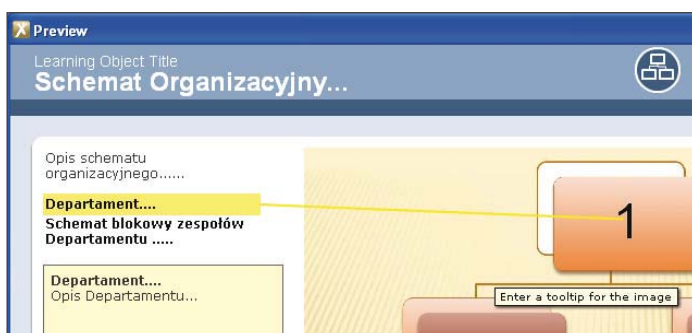 Preview
Learning Object Title
Schemat Organizacyjny...
Opis schematu
organizacyjnego......
Departament....
Schemat blokowy zespołów
Departamentu .....
Departament....
Opis Departamentu...
1
Enter a tooltip for the image